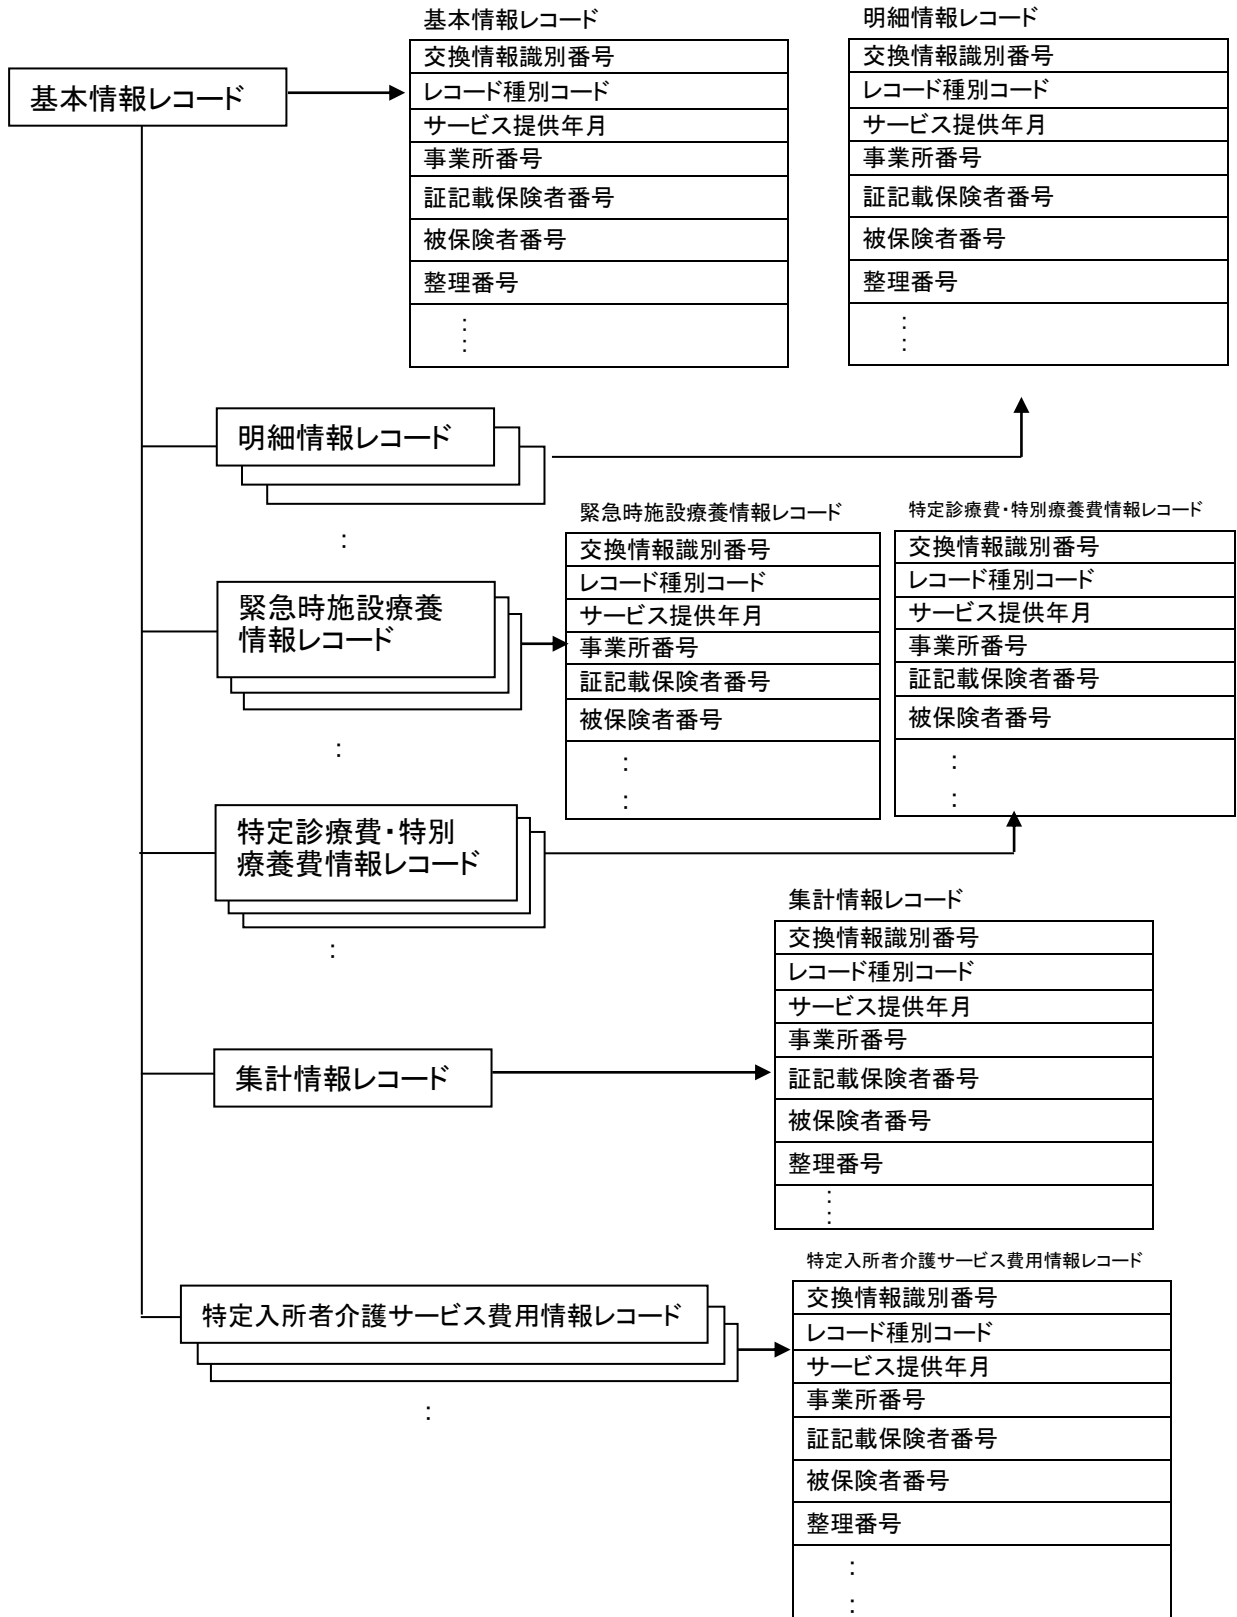 基本情報レコード
基本情報レコード
交換情報識別番号
レコード種別コード
サービス提供年月
事業所番号
証記載保険者番号
被保険者番号
整理番号
:
:
明細情報レコード
交換情報識別番号
レコード種別コード
サービス提供年月
事業所番号
証記載保険者番号
被保険者番号
整理番号
:
:
明細情報レコード
:
緊急時施設療養
情報レコード
:
緊急時施設療養情報レコード
交換情報識別番号
レコード種別コード
サービス提供年月
事業所番号
証記載保険者番号
被保険者番号
:
:
特定診療費・特別療養費情報レコード
交換情報識別番号
レコード種別コード
サービス提供年月
事業所番号
証記載保険者番号
被保険者番号
:
:
特定診療費・特別
療養費情報レコード
:
集計情報レコード
集計情報レコード
交換情報識別番号
レコード種別コード
サービス提供年月
事業所番号
証記載保険者番号
被保険者番号
整理番号
:
:
特定入所者介護サービス費用情報レコード
:
特定入所者介護サービス費用情報レコード
交換情報識別番号
レコード種別コード
サービス提供年月
事業所番号
証記載保険者番号
被保険者番号
整理番号
:
: